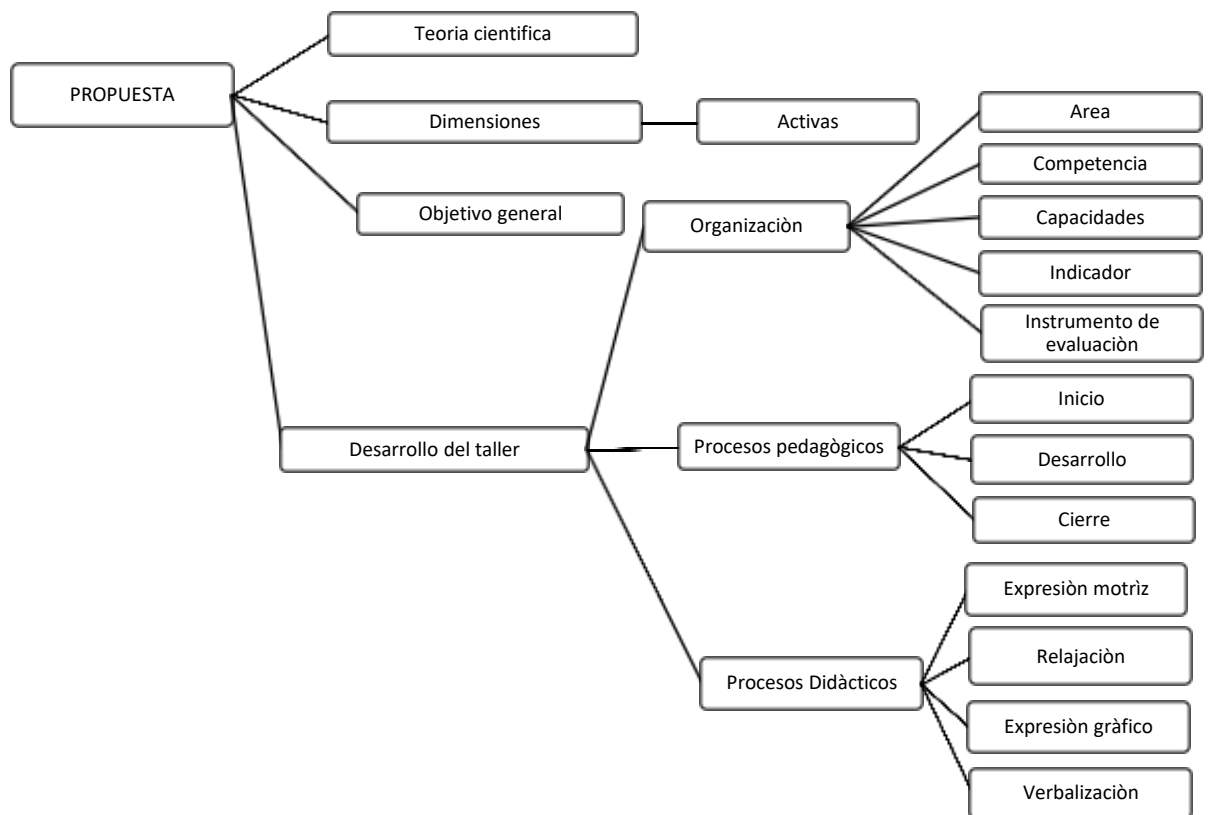 PROPUESTA
Teoria cientifica
Dimensiones
Activas
Objetivo general
Desarrollo del taller
Organizaciòn
Area
Competencia
Capacidades
Indicador
Instrumento de
evaluaciòn
Procesos pedagògicos
Inicio
Desarrollo
Cierre
Procesos Didàcticos
Expresiòn motrìz
Relajaciòn
Expresiòn gràfico
Verbalizaciòn